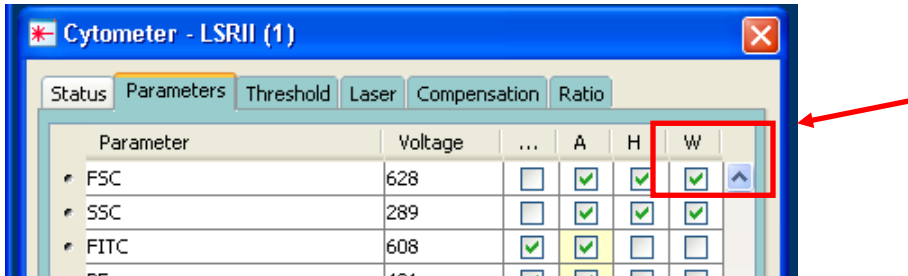 Cytometer - LSRII (1)
Status Parameters Threshold Laser Compensation Ratio
Parameter Voltage ... A H W
FSC 628
SSC 289
FITC 608